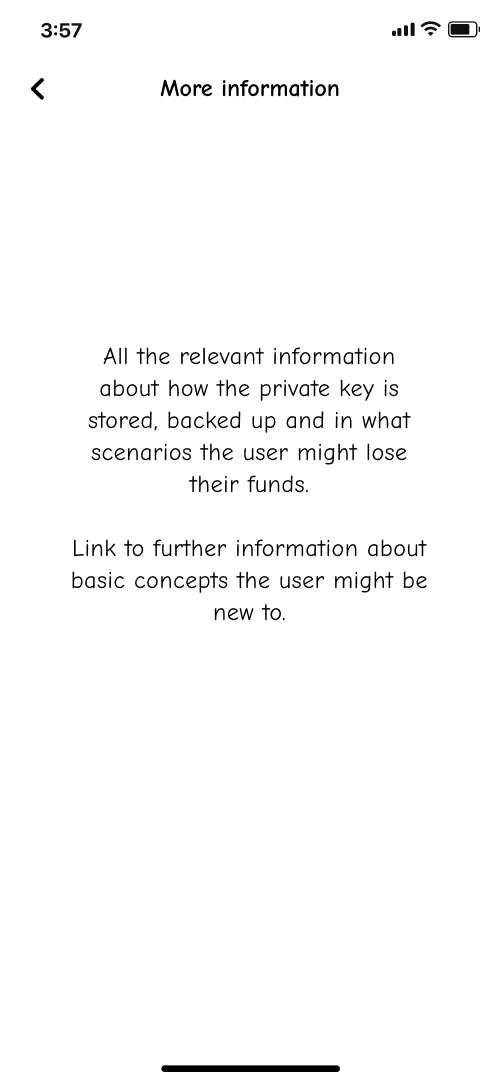 3:57
More information
All the relevant information
about how the private key is
stored, backed up and in what
scenarios the user might lose
their funds.
Link to further information about
basic concepts the user might be
new to.